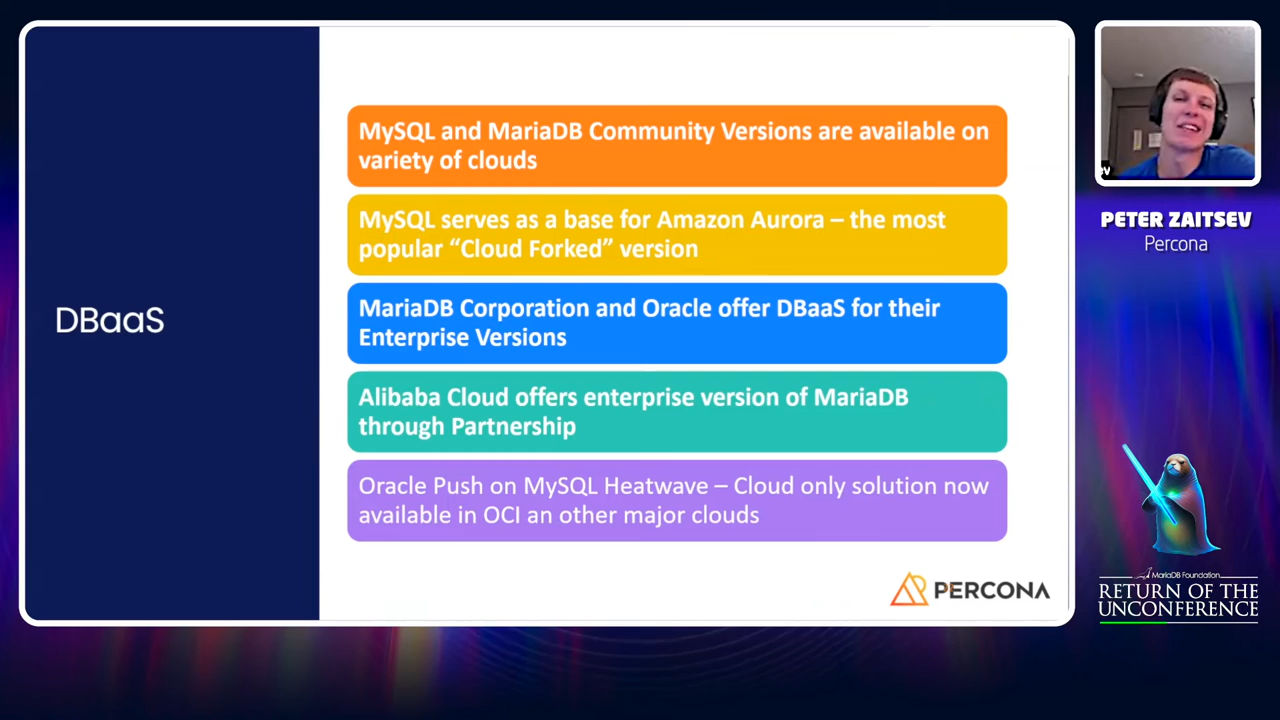 DBaaS
MySQL and MariaDB Community Versions are available on
variety of clouds
MySQL serves as a base for Amazon Aurora – the most
popular “Cloud Forked” version
MariaDB Corporation and Oracle offer DBaaS for their
Enterprise Versions
Alibaba Cloud offers enterprise version of MariaDB
through Partnership
Oracle Push on MySQL Heatwave – Cloud only solution now
available in OCI an other major clouds
PERCONA
PETER ZAITSEV
Percona
MariaDB Foundation
RETURN OF THE
UNCONFERENCE